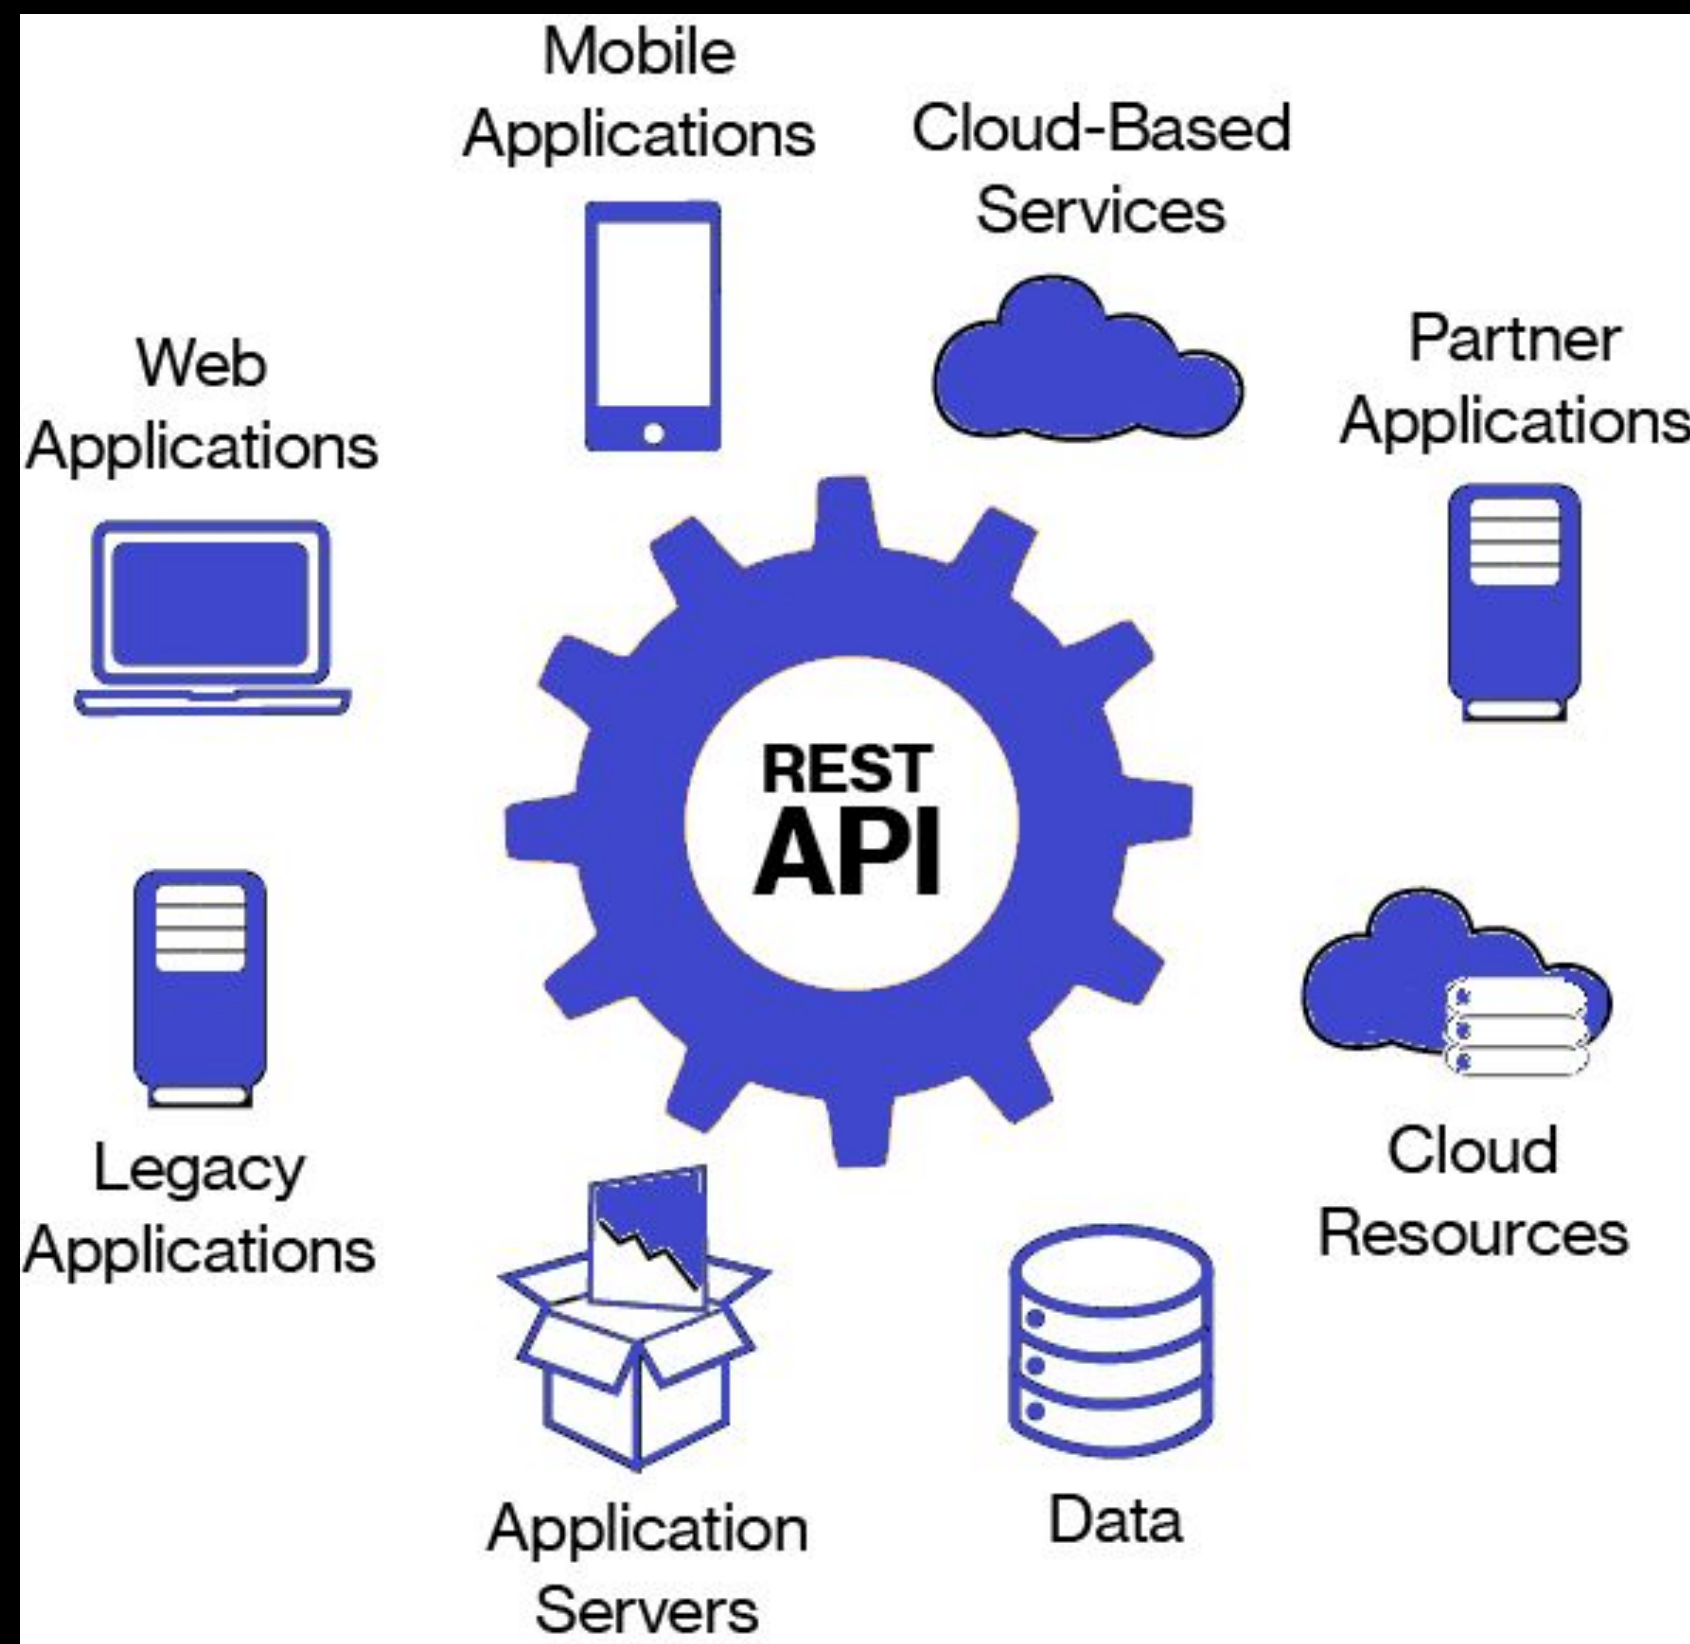 Mobile
Applications
Cloud-Based
Services
Partner
Applications
Web
Applications
REST
API
Legacy
Applications
Cloud
Resources
Application
Servers
Data